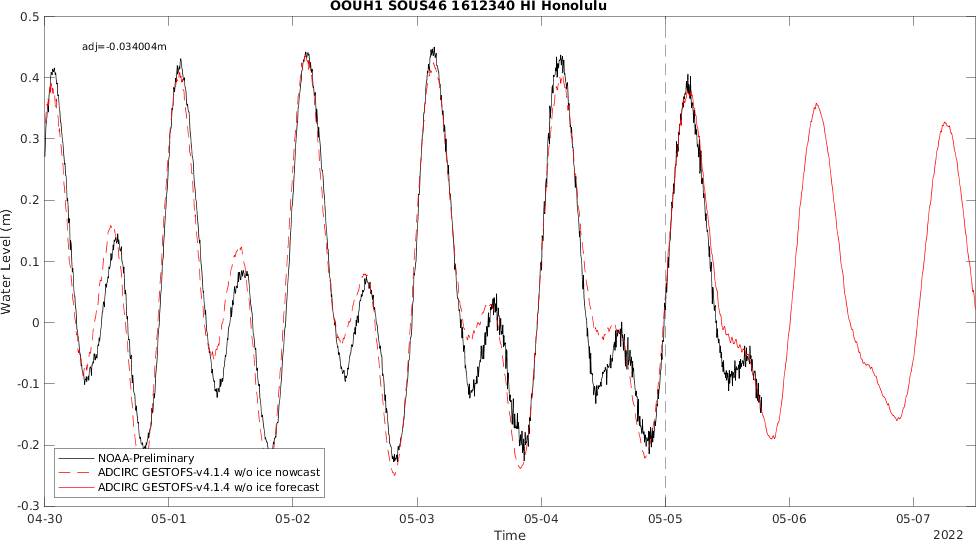 OOUH1 SOUS46 1612340 HI Honolulu
adj=-0.034004m
0.5
0.4
0.3
0.2
0.1
0
-0.1
-0.2
-0.3
Water Level (m)
NOAA-Preliminary
ADCIRC GESTOFS-v4.1.4 w/o ice nowcast
ADCIRC GESTOFS-v4.1.4 w/o ice forecast
04-30 05-01 05-02 05-03 05-04 05-05 05-06 05-07
Time
2022